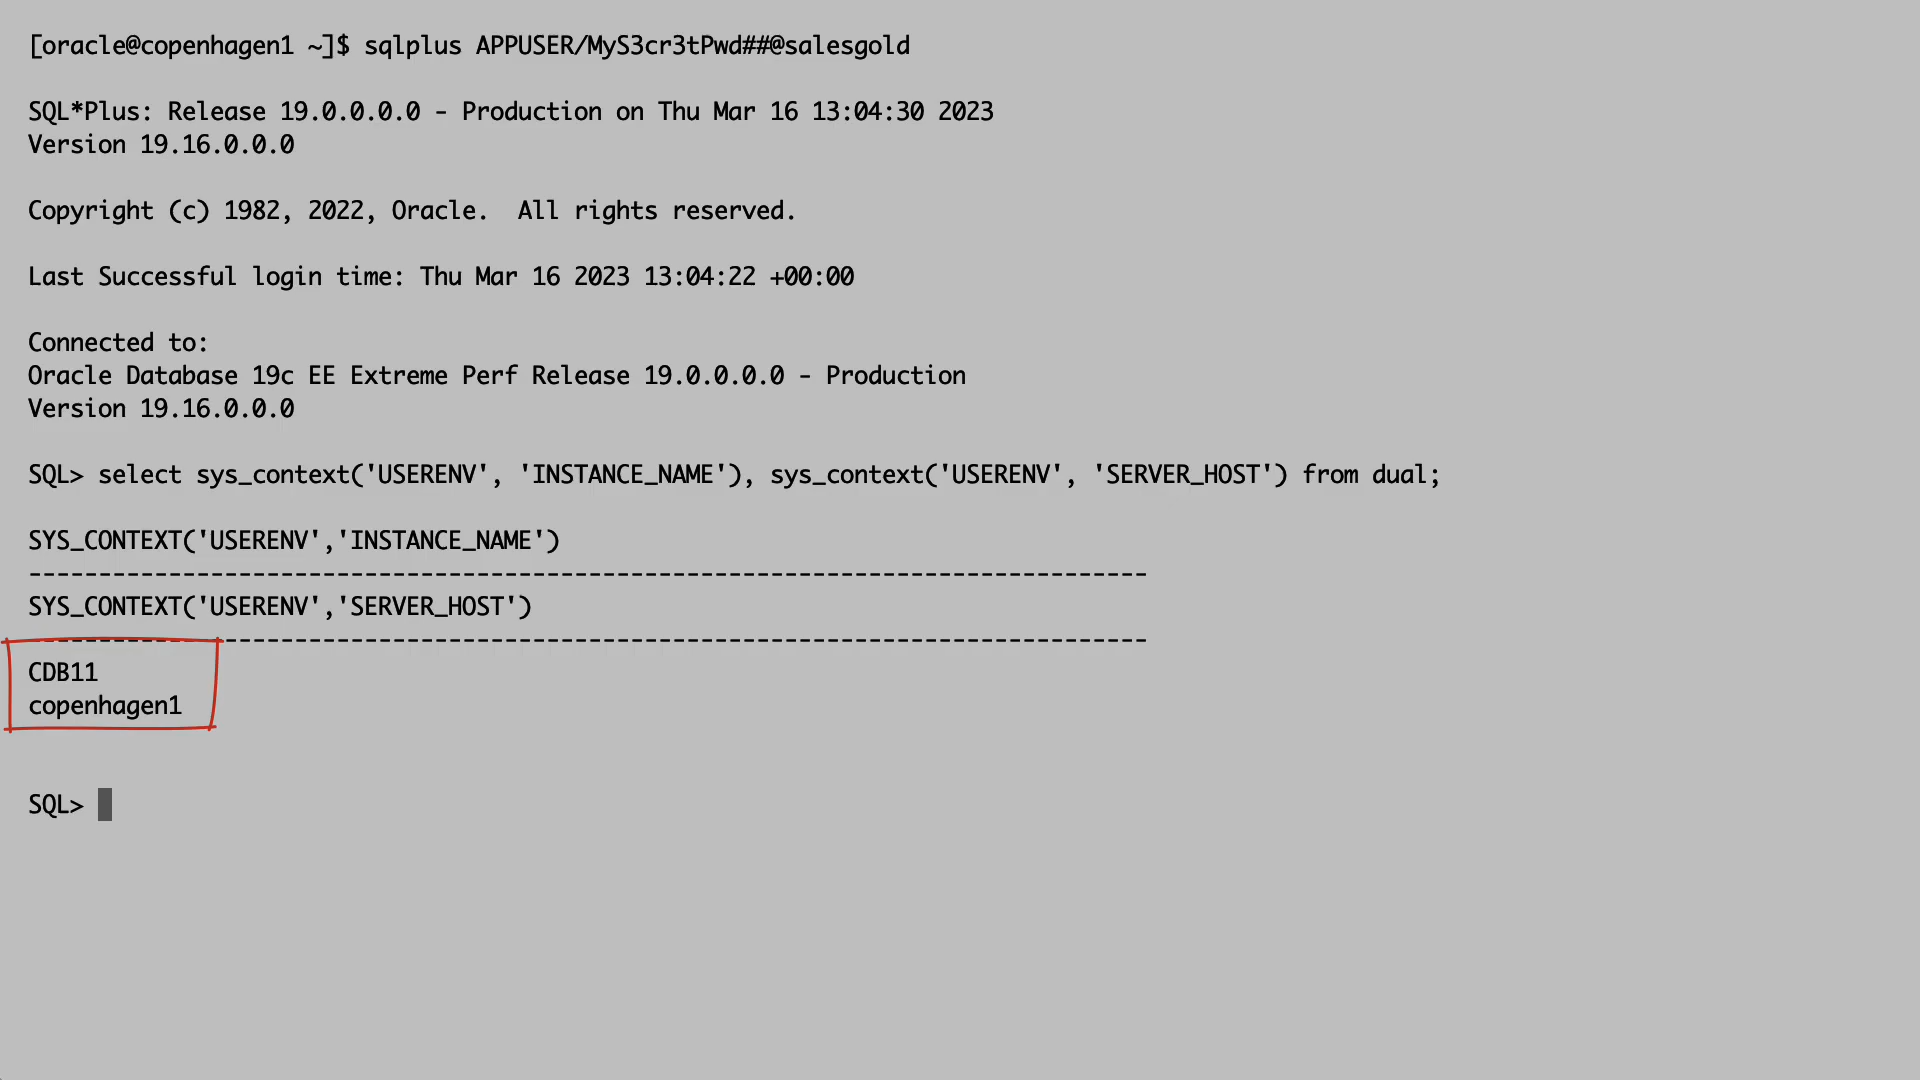 [oracle@copenhagen1 ~]$ sqlplus APPUSER/MyS3cr3tPwd##@salesgold
SQL*Plus: Release 19.0.0.0.0 - Production on Thu Mar 16 13:04:30 2023
Version 19.16.0.0.0
Copyright (c) 1982, 2022, Oracle.  All rights reserved.
Last Successful login time: Thu Mar 16 2023 13:04:22 +00:00
Connected to:
Oracle Database 19c EE Extreme Perf Release 19.0.0.0.0 - Production
Version 19.16.0.0.0
SQL> select sys_context('USERENV', 'INSTANCE_NAME'), sys_context('USERENV', 'SERVER_HOST') from dual;
SYS_CONTEXT('USERENV','INSTANCE_NAME')
--------------------------------------------------------------------------------
SYS_CONTEXT('USERENV','SERVER_HOST')
--------------------------------------------------------------------------------
CDB11
copenhagen1
SQL>